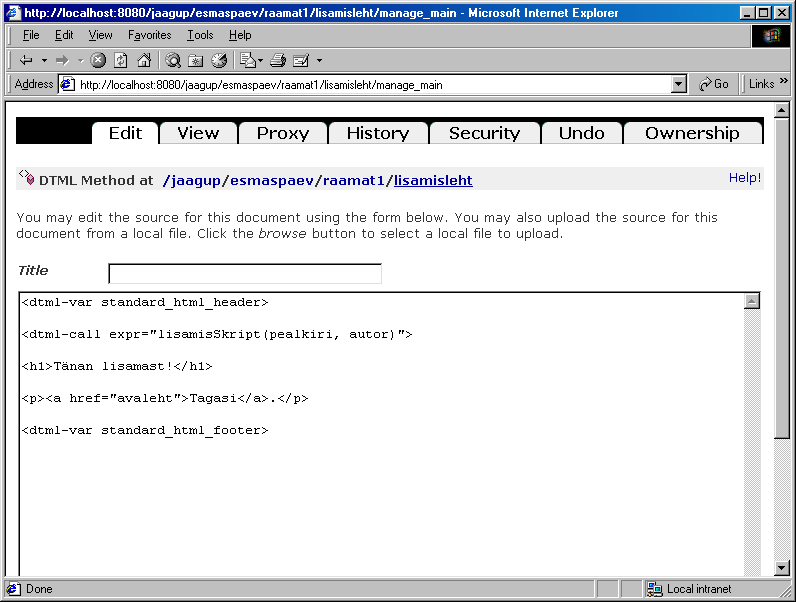 http://localhost:8080/jaagup/esmaspaev/raamat1/lisamisleht/manage_main - Microsoft Internet Explorer
File Edit View Favorites Tools Help
Address http://localhost:8080/jaagup/esmaspaev/raamat1/lisamisleht/manage_main Go Links »
Edit View Proxy History Security Undo Ownership
DTML Method at /jaagup/esmaspaev/raamat1/lisamisleht Help!
You may edit the source for this document using the form below. You may also upload the source for this
document from a local file. Click the browse button to select a local file to upload.
Title
<dtml-var standard_html_header>
<dtml-call expr="lisamisSkript(pealkiri, autor)">
<h1>Tänan lisamast!</h1>
<p><a href="avaleht">Tagasi</a>.</p>
<dtml-var standard_html_footer>
Done Local intranet